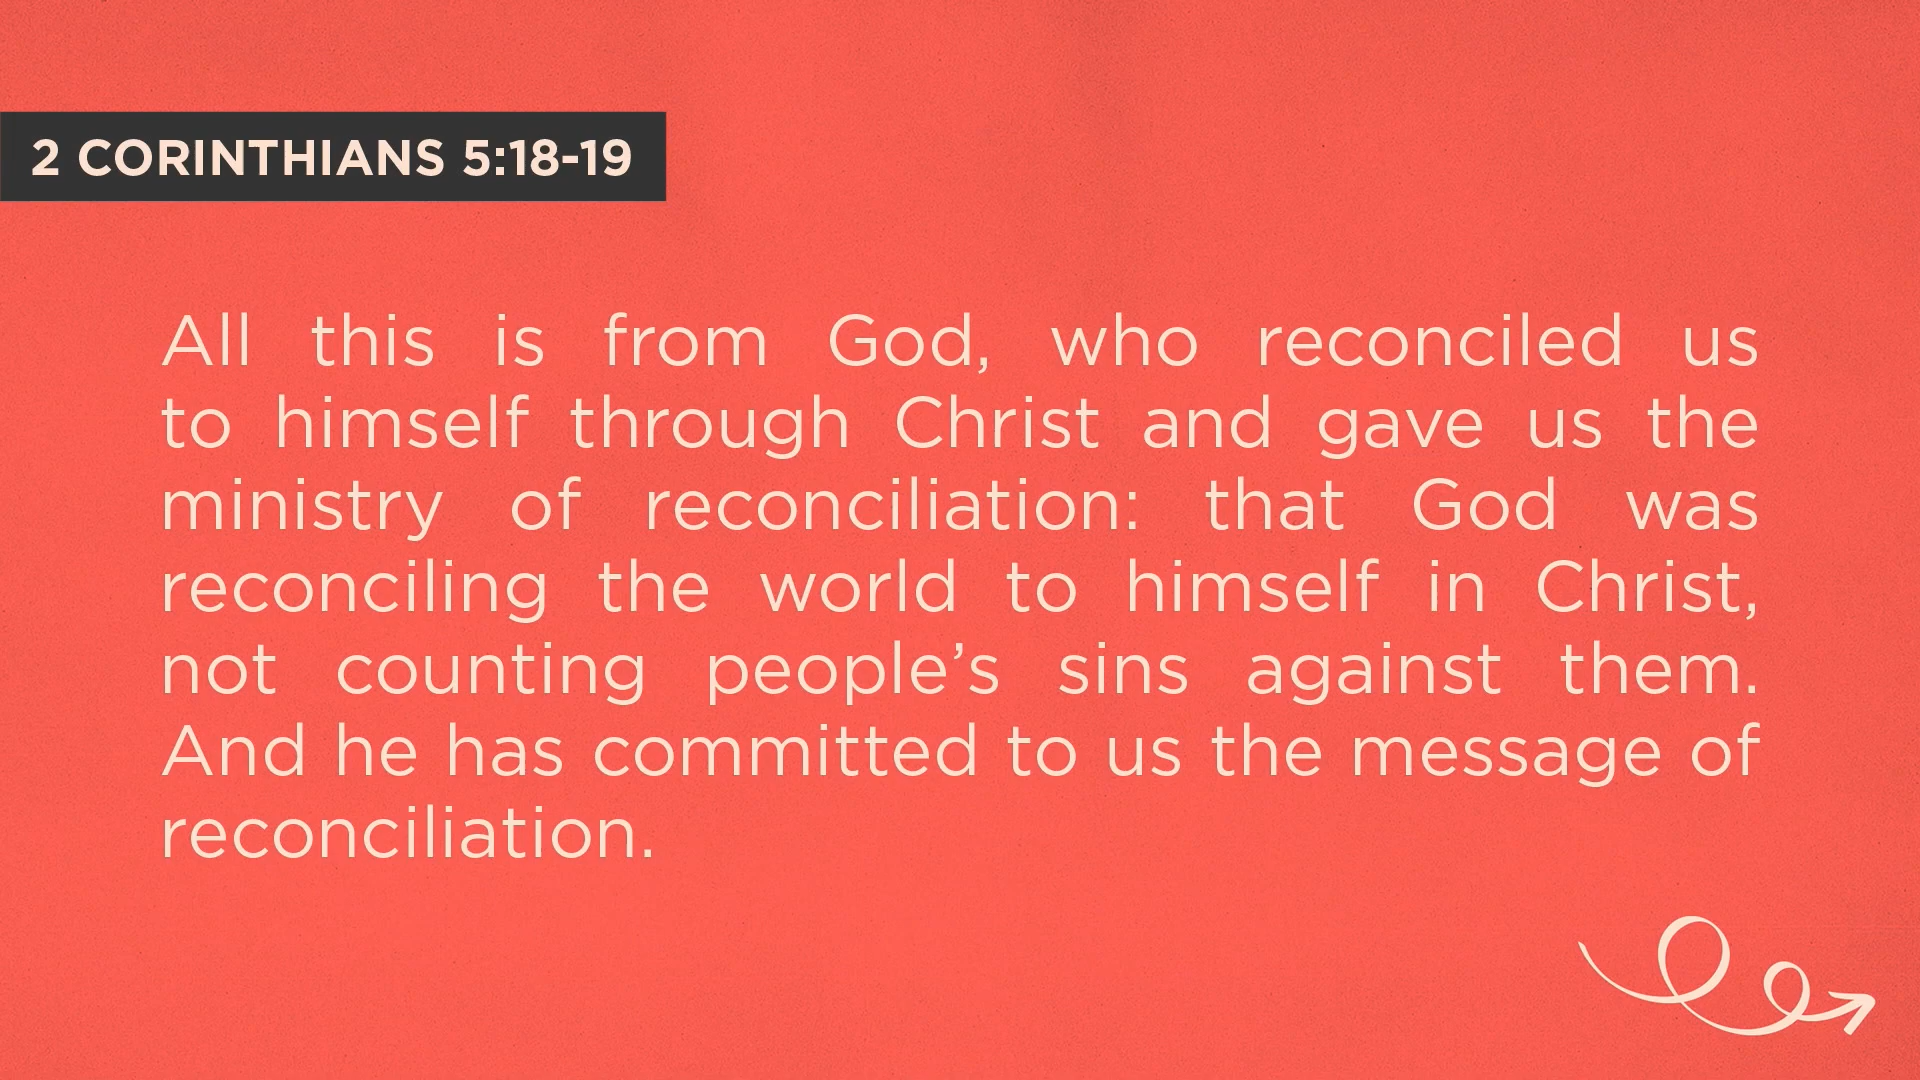 2 CORINTHIANS 5:18-19
All this is from God, who reconciled us
to himself through Christ and gave us the
ministry of reconciliation: that God was
reconciling the world to himself in Christ,
not counting people’s sins against them.
And he has committed to us the message of
reconciliation.